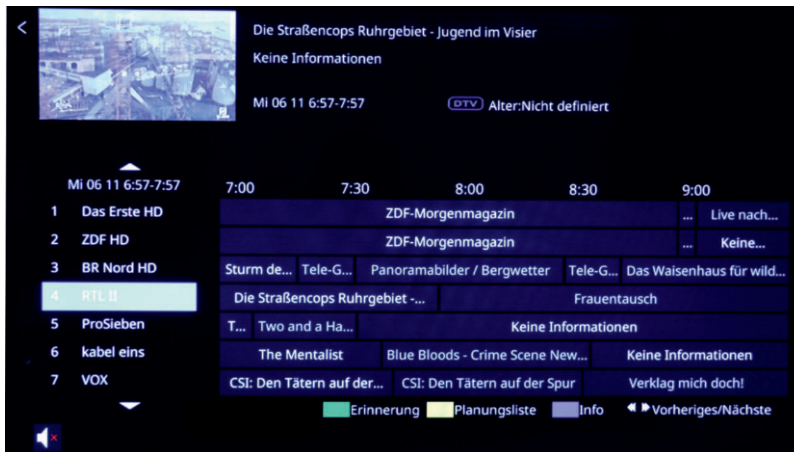 Die Straßencops Ruhrgebiet - Jugend im Visier
Keine Informationen
Mi 06 11 6:57-7:57 DTV Alter:Nicht definiert
Mi 06 11 6:57-7:57 7:00 7:30 8:00 8:30 9:00
1 Das Erste HD ZDF-Morgenmagazin ... Live nach...
2 ZDF HD ZDF-Morgenmagazin ... Keine...
3 BR Nord HD Sturm de... Tele-G... Panoramabilder / Bergwetter Tele-G... Das Waisenhaus für wild...
4 RTL II Die Straßencops Ruhrgebiet -... Frauentausch
5 ProSieben T... Two and a Ha... Keine Informationen
6 kabel eins The Mentalist Blue Bloods - Crime Scene New... Keine Informationen
7 VOX CSI: Den Tätern auf der... CSI: Den Tätern auf der Spur Verklag mich doch!
Erinnerung Planungsliste Info Vorheriges/Nächste